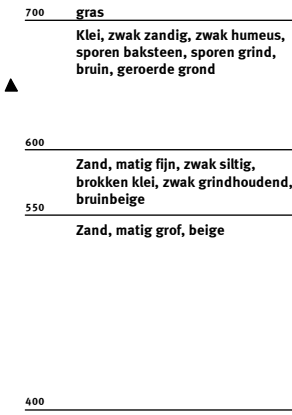 700 gras
Klei, zwak zandig, zwak humeus,
sporen baksteen, sporen grind,
bruin, geroerde grond
600
Zand, matig fijn, zwak siltig,
brokken klei, zwak grindhoudend,
bruinbeige
550
Zand, matig grof, beige
400